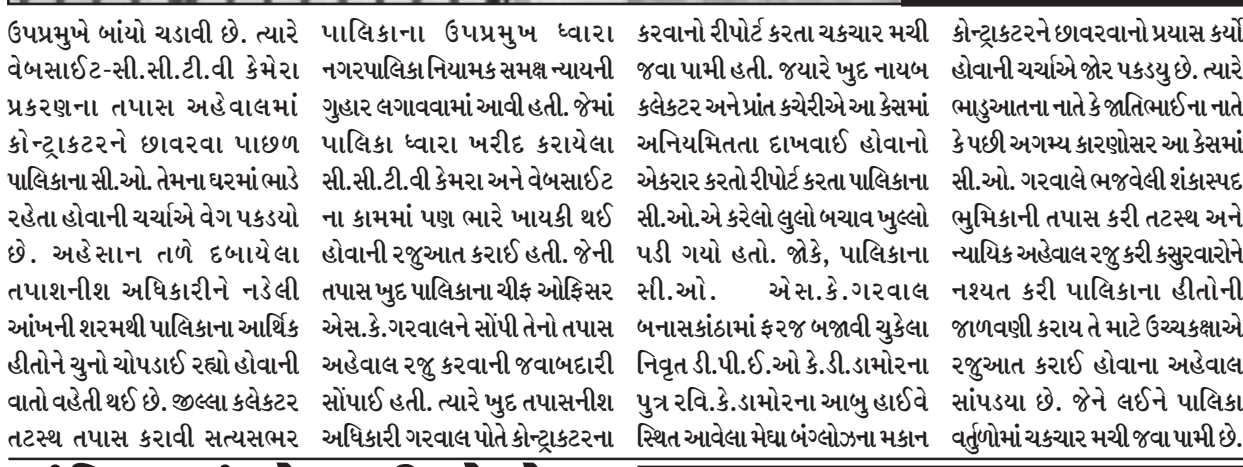 ઉપપ્રમુખે બાંયો ચડાવી છે. ત્યારે
વેબસાઈટ-સી.સી.ટી.વી કેમેરા
પ્રકરણના તપાસ અહેવાલમાં
કોન્ટ્રાકટરને છાવરવા પાછળ
પાલિકાના સી.ઓ. તેમના ઘરમાં ભાડે
રહેતા હોવાની ચર્ચાએ વેગ પકડયો
છે. અહેસાન તળે દબાયેલા
તપાશનીશ અધિકારીને નડેલી
આંખની શરમથી પાલિકાના આર્થિક
હીતોને ચુનો ચોપડાઈ રહ્યો હોવાની
વાતો વહેતી થઈ છે. જીલ્લા કલેકટર
તટસ્થ તપાસ કરાવી સત્યસભર
પાલિકાના ઉપપ્રમુખ ધ્વારા
નગરપાલિકા નિયામક સમક્ષ ન્યાયની
ગુહાર લગાવવામાં આવી હતી. જેમાં
પાલિકા ધ્વારા ખરીદ કરાયેલા
સી.સી.ટી.વી કેમરા અને વેબસાઈટ
ના કામમાં પણ ભારે ખાયકી થઈ
હોવાની રજુઆત કરાઈ હતી. જેની
તપાસ ખુદ પાલિકાના ચીફ ઓફિસર
એસ.કે.ગરવાલને સોંપી તેનો તપાસ
અહેવાલ રજુ કરવાની જવાબદારી
સોંપાઈ હતી. ત્યારે ખુદ તપાસનીશ
અધિકારી ગરવાલ પોતે કોન્ટ્રાકટરના
કરવાનો રીપોર્ટ કરતા ચકચાર મચી
જવા પામી હતી. જયારે ખુદ નાયબ
કલેકટર અને પ્રાંત કચેરીએ આ કેસમાં
અનિયમિતતા દાખવાઈ હોવાનો
એકરાર કરતો રીપોર્ટ કરતા પાલિકાના
સી.ઓ.એ કરેલો લુલો બચાવ ખુલ્લો
પડી ગયો હતો. જોકે, પાલિકાના
સી.ઓ. એસ.કે.ગરવાલ
બનાસકાંઠામાં ફરજ બજાવી ચુકેલા
નિવૃત ડી.પી.ઈ.ઓ કે.ડી.ડામોરના
પુત્ર રવિ.કે.ડામોરના આબુ હાઈવે
સ્થિત આવેલા મેઘા બંગ્લોઝના મકાન
કોન્ટ્રાકટરને છાવરવાનો પ્રયાસ કર્યો
હોવાની ચર્ચાએ જોર પકડયુ છે. ત્યારે
ભાડુઆતના નાતે કે જાતિભાઈના નાતે
કે પછી અગમ્ય કારણોસર આ કેસમાં
સી.ઓ. ગરવાલે ભજવેલી શંકાસ્પદ
ભુમિકાની તપાસ કરી તટસ્થ અને
ન્યાયિક અહેવાલ રજુ કરી કસુરવારોને
નશ્યત કરી પાલિકાના હીતોની
જાળવણી કરાય તે માટે ઉચ્ચકક્ષાએ
રજુઆત કરાઈ હોવાના અહેવાલ
સાંપડયા છે. જેને લઈને પાલિકા
વર્તુળોમાં ચકચાર મચી જવા પામી છે.